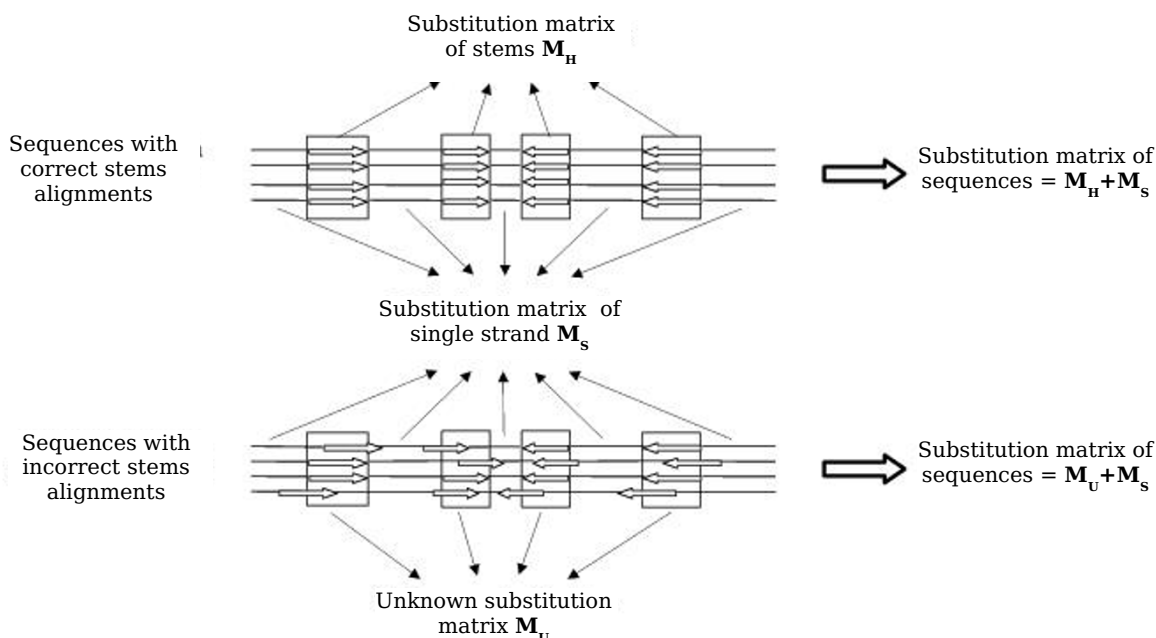 Substitution matrix
of stems M_H
Sequences with
correct stems
alignments
Substitution matrix of
sequences = M_H+M_S
Substitution matrix of
single strand M_S
Sequences with
incorrect stems
alignments
Substitution matrix of
sequences = M_U+M_S
Unknown substitution
matrix M_U